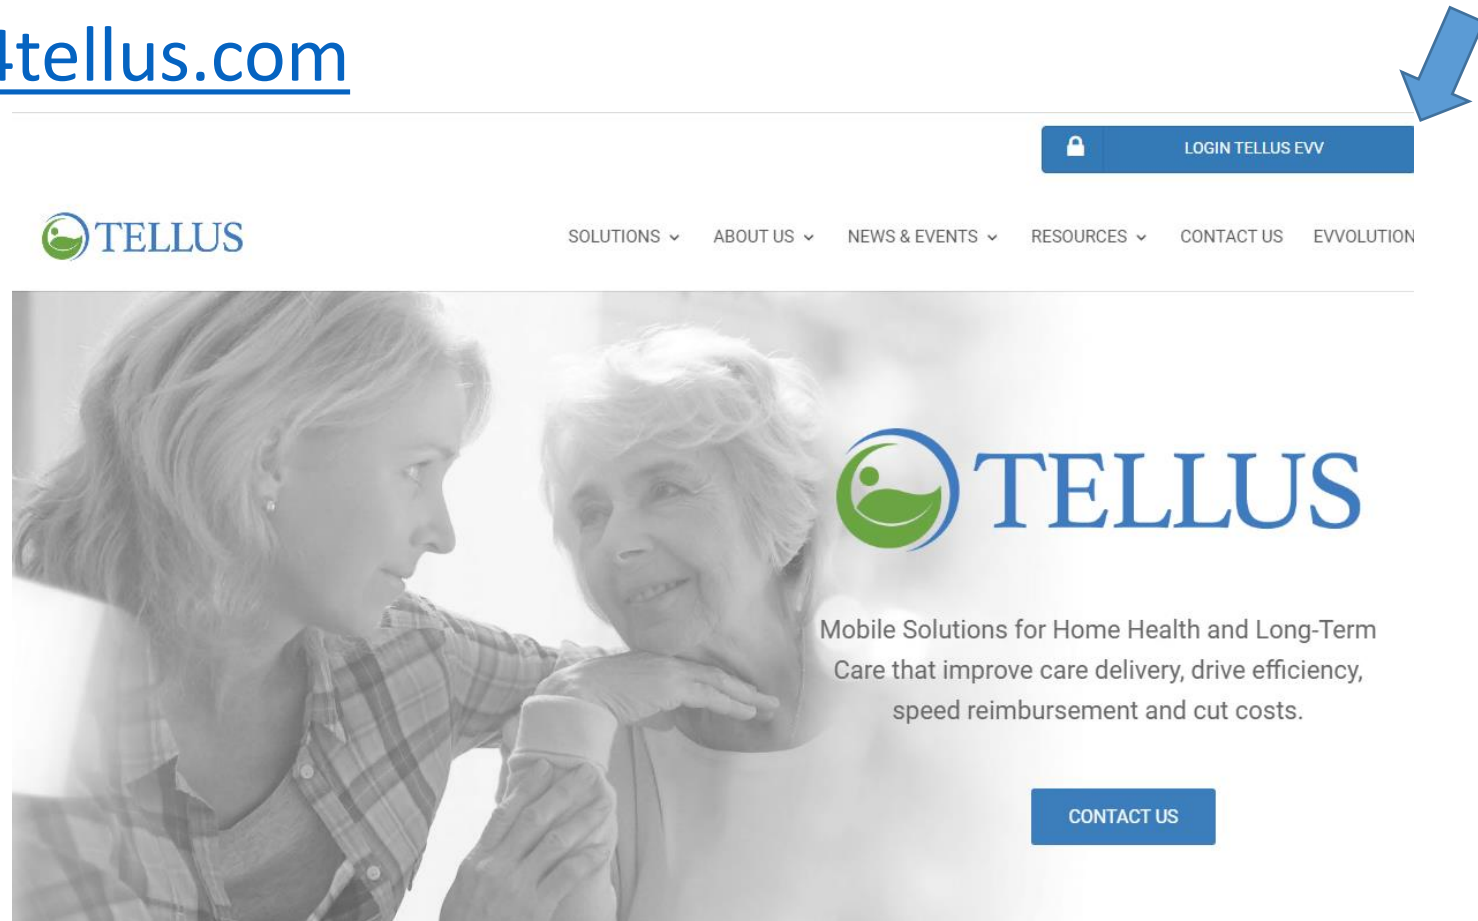 4tellus.com
LOGIN TELLUS EVV
TELLUS
SOLUTIONS
ABOUT US
NEWS & EVENTS
RESOURCES
CONTACT US
EVVOLUTION
TELLUS
Mobile Solutions for Home Health and Long-Term
Care that improve care delivery, drive efficiency,
speed reimbursement and cut costs.
CONTACT US